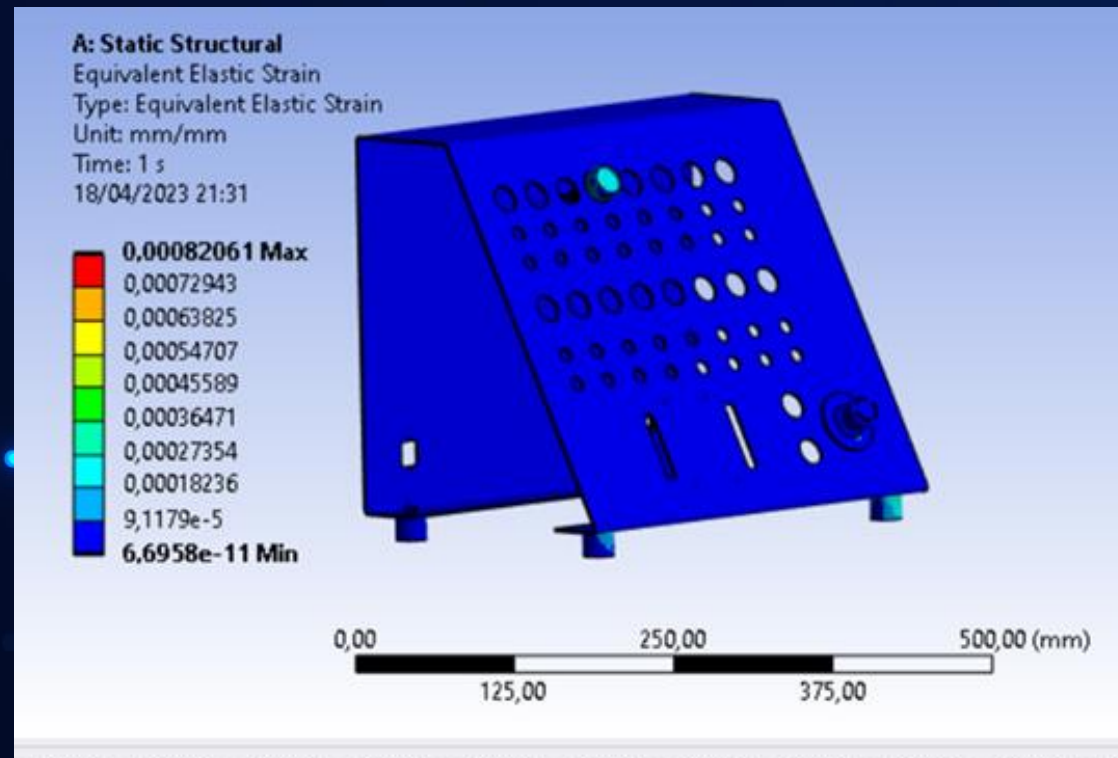 A: Static Structural
Equivalent Elastic Strain
Type: Equivalent Elastic Strain
Unit: mm/mm
Time: 1 s
18/04/2023 21:31
0,00082061 Max
0,00072943
0,00063825
0,00054707
0,00045589
0,00036471
0,00027354
0,00018236
9,1179e-5
6,6958e-11 Min
0,00 250,00 500,00 (mm)
125,00 375,00